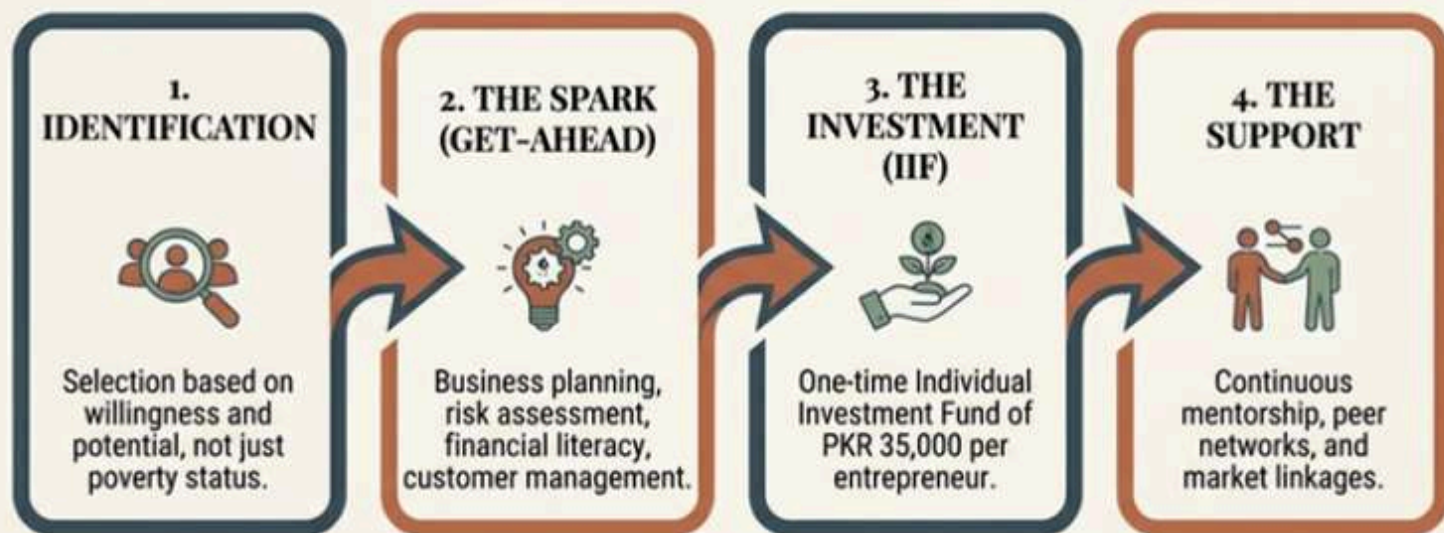 1.
IDENTIFICATION
Selection based on
willingness and
potential, not just
poverty status.
2. THE SPARK
(GET-AHEAD)
Business planning,
risk assessment,
financial literacy,
customer management.
3. THE
INVESTMENT
(IIF)
One-time Individual
Investment Fund of
PKR 35,000 per
entrepreneur.
4. THE
SUPPORT
Continuous
mentorship, peer
networks, and
market linkages.